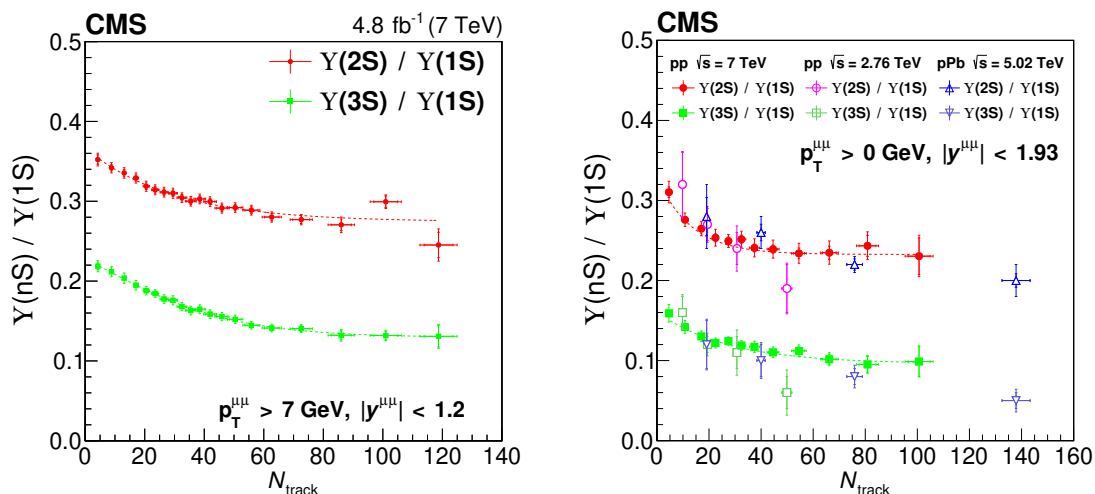 CMS
4.8 fb⁻¹ (7 TeV)
ϒ(nS) / ϒ(1S)
0.5
0.4
0.3
0.2
0.1
0.0
ϒ(2S) / ϒ(1S)
ϒ(3S) / ϒ(1S)
p_T^μμ > 7 GeV, |y^μμ| < 1.2
0 20 40 60 80 100 120 140
N_track
CMS
ϒ(nS) / ϒ(1S)
0.5
0.4
0.3
0.2
0.1
0.0
pp √s = 7 TeV pp √s = 2.76 TeV pPb √s = 5.02 TeV
ϒ(2S) / ϒ(1S) ϒ(2S) / ϒ(1S) ϒ(2S) / ϒ(1S)
ϒ(3S) / ϒ(1S) ϒ(3S) / ϒ(1S) ϒ(3S) / ϒ(1S)
p_T^μμ > 0 GeV, |y^μμ| < 1.93
0 20 40 60 80 100 120 140 160
N_track